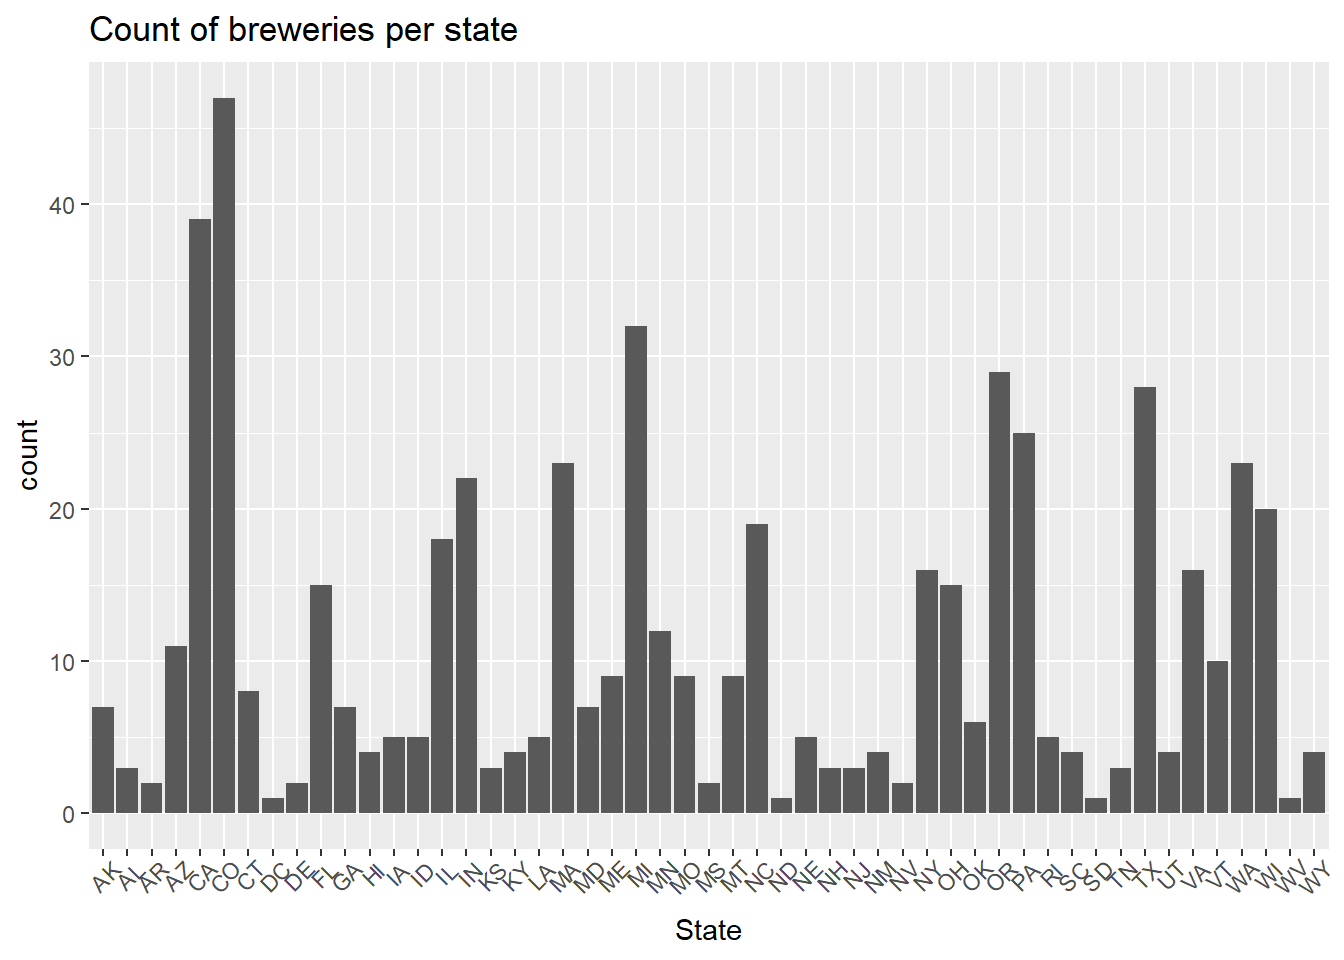 Count of breweries per state
count
40
30
20
10
0
AK AL AR AZ CA CO CT DC DE FL GA HI IA ID IL IN KS KY LA MA MD ME MI MN MO MS MT NC ND NE NH NJ NM NV NY OH OK OR PA RI SC SD TN TX UT VA VT WA WI WV WY
State